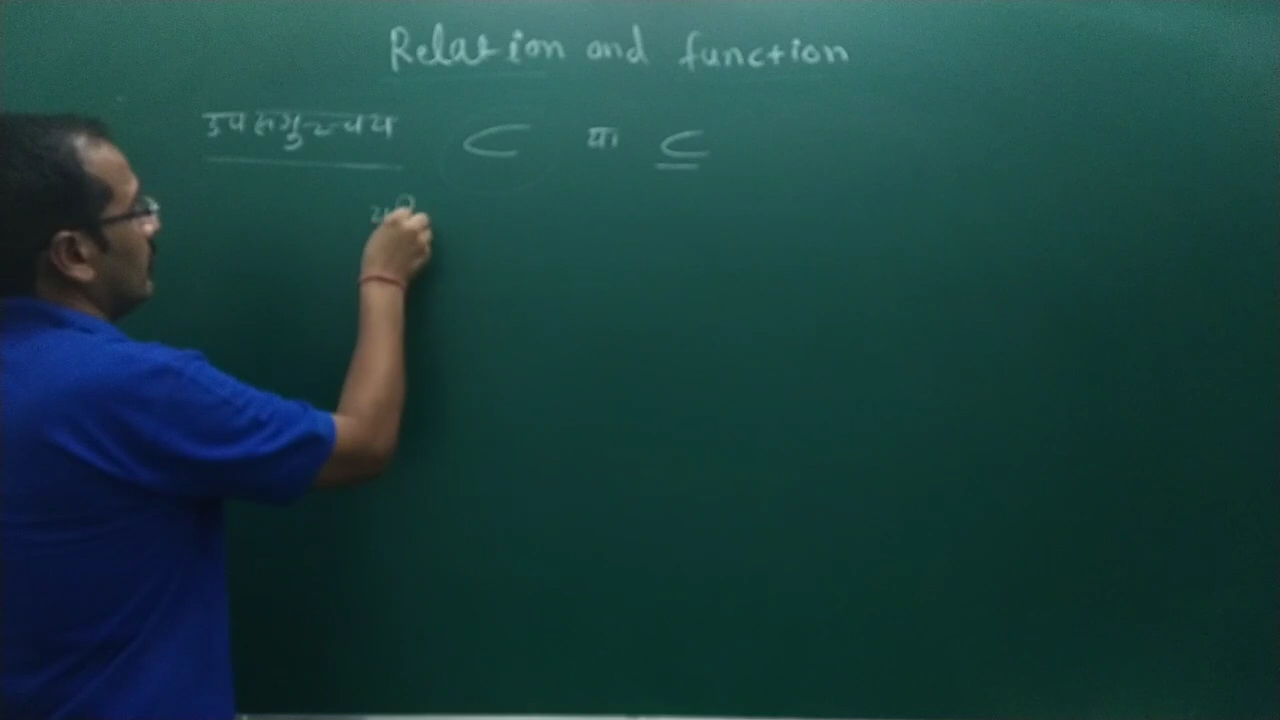 Relation and function
उपसमुच्चय ⊂ या ⊆